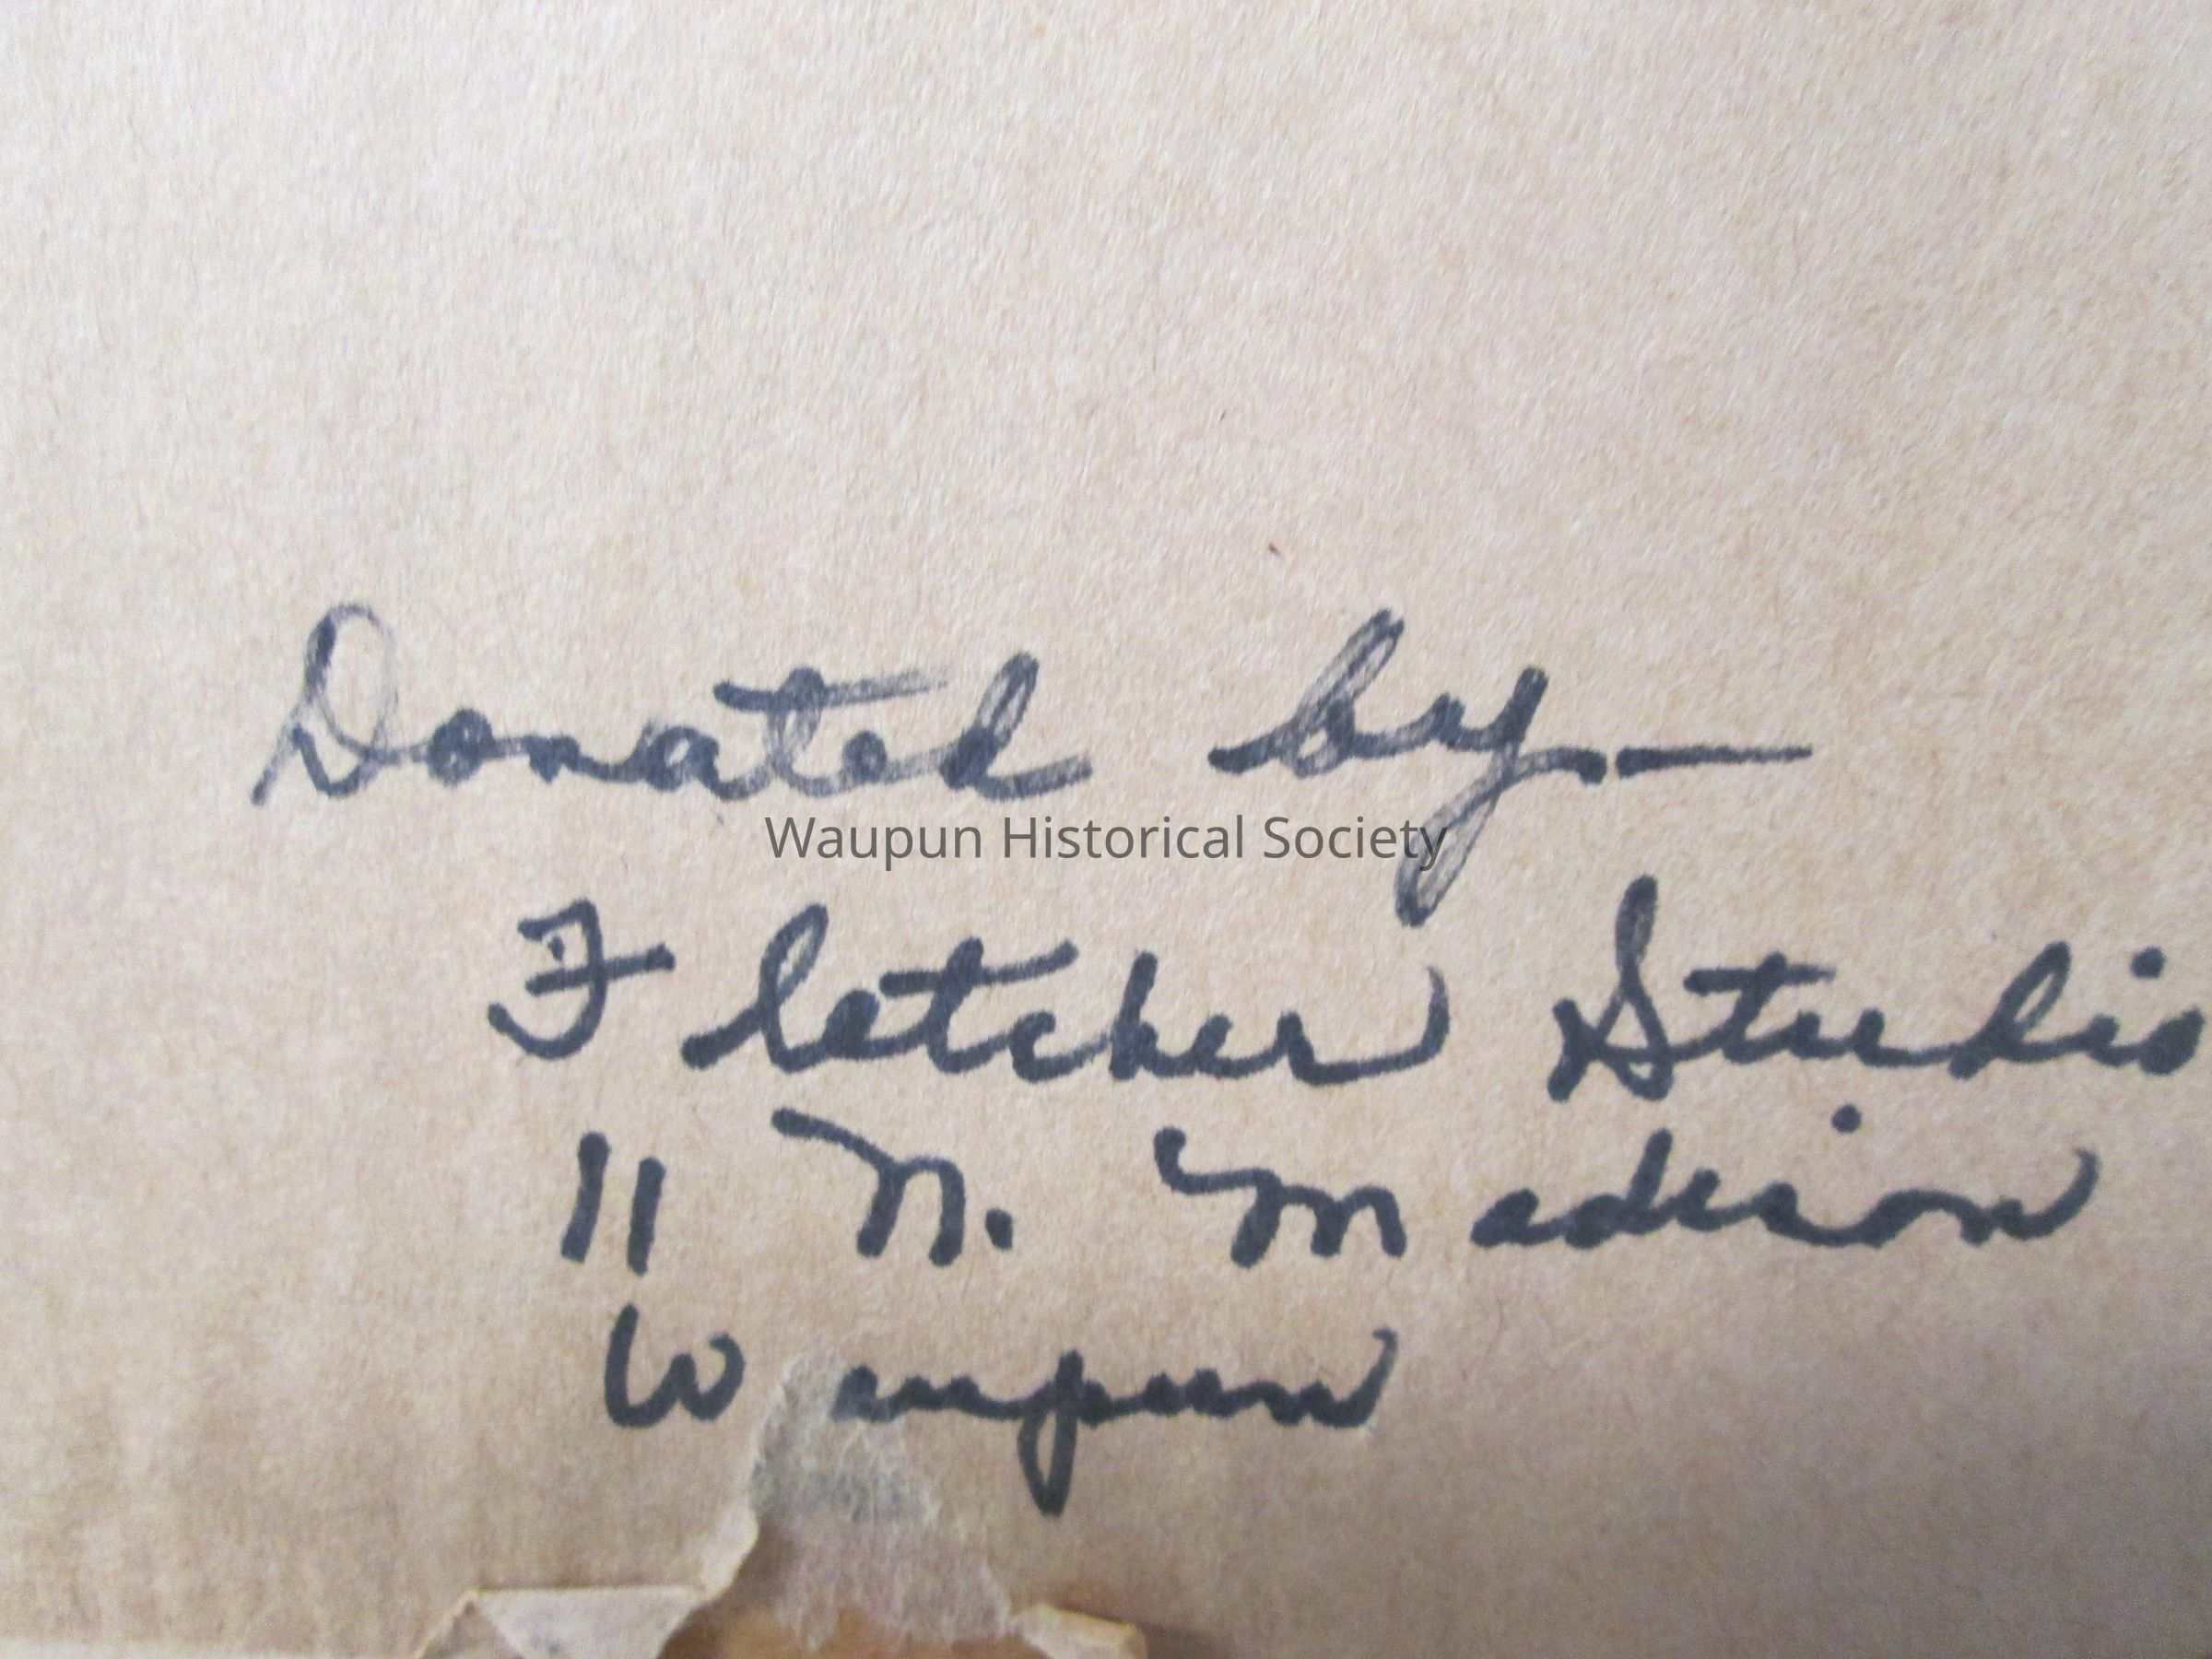 Donated by—
Waupun Historical Society
Fletcher Studio
11 N. Madison
Waupun